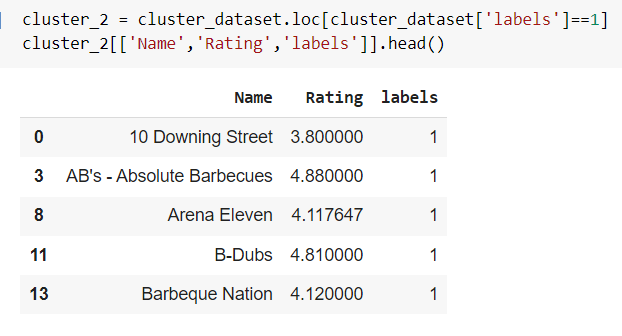 cluster_2 = cluster_dataset.loc[cluster_dataset['labels']==1]
cluster_2[['Name','Rating','labels']].head()
Name Rating labels
0 10 Downing Street 3.800000 1
3 AB's - Absolute Barbecues 4.880000 1
8 Arena Eleven 4.117647 1
11 B-Dubs 4.810000 1
13 Barbeque Nation 4.120000 1